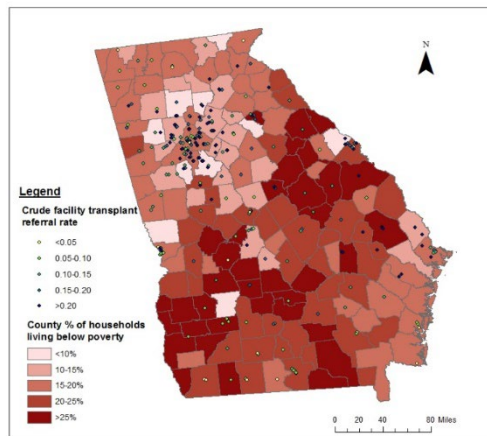 N
Legend
Crude facility transplant
referral rate
<0.05
0.05-0.10
0.10-0.15
0.15-0.20
>0.20
County % of households
living below poverty
<10%
10-15%
15-20%
20-25%
>25%
0 20 40 80 Miles